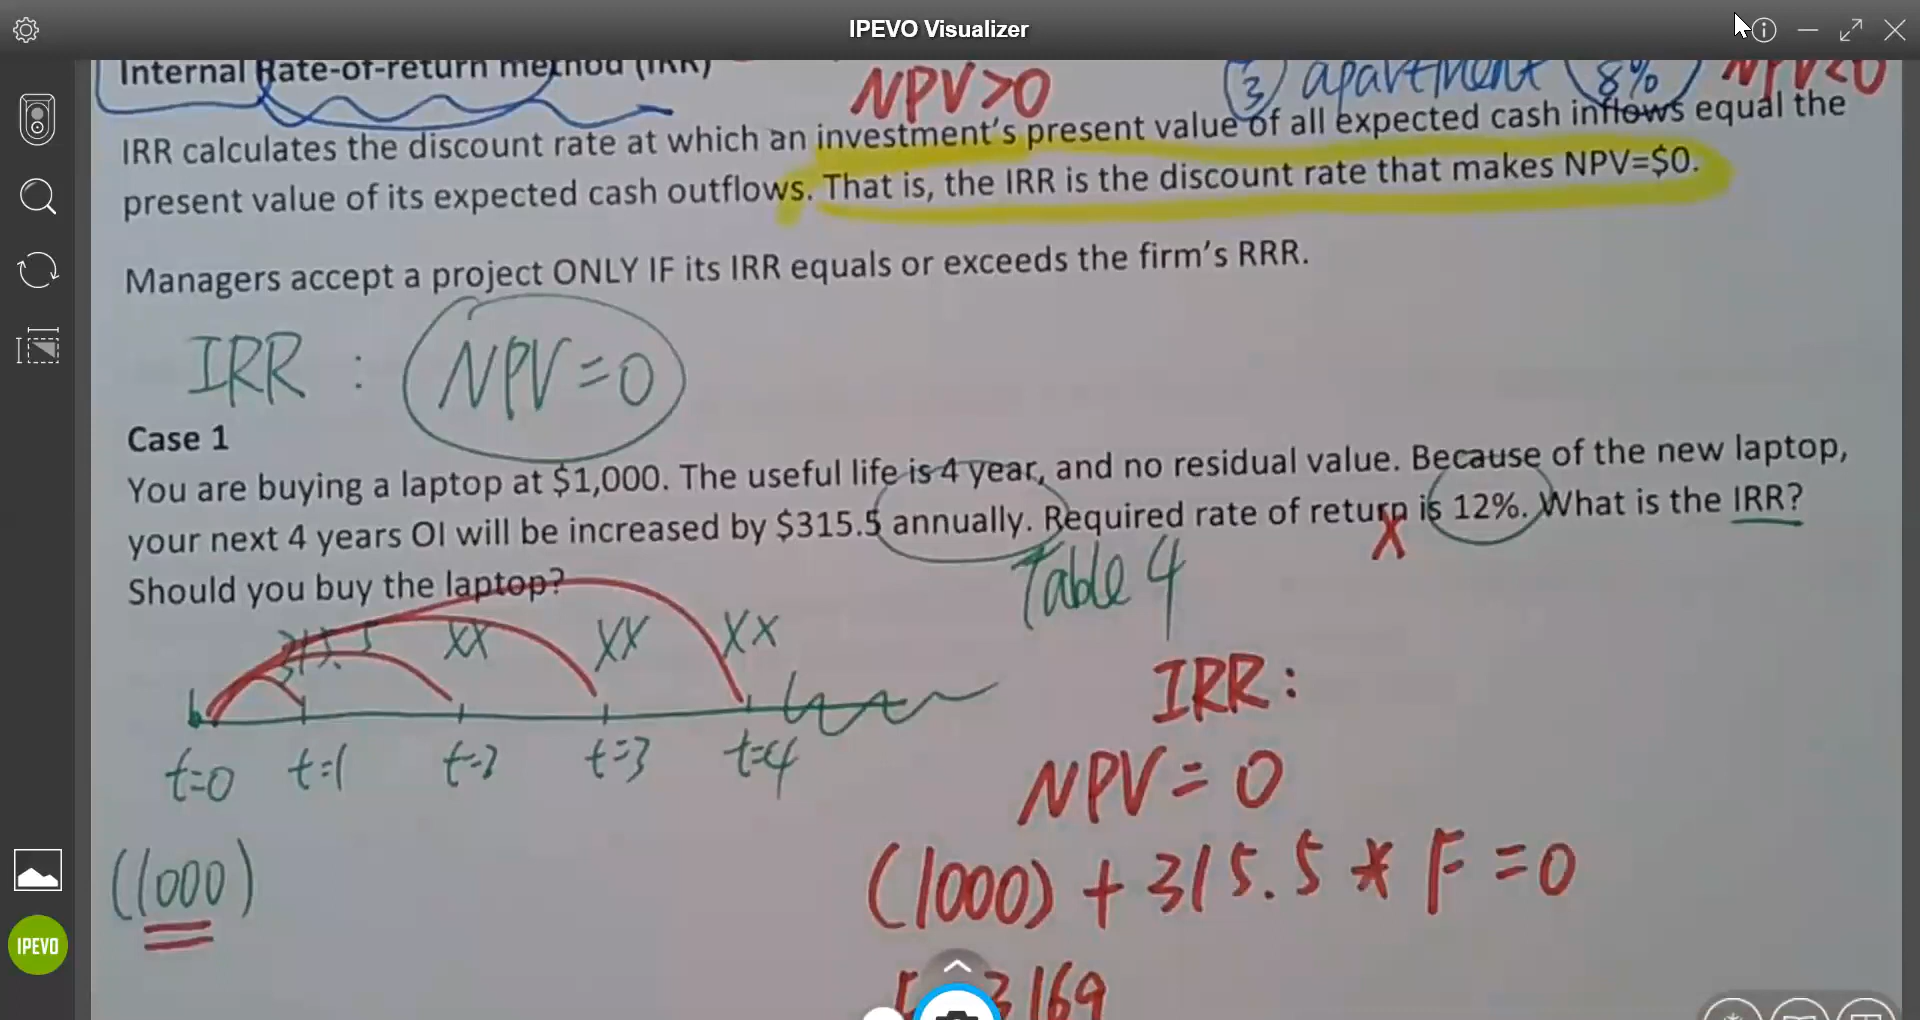 IPEVO Visualizer
Internal Rate-of-return method (IRR)
NPV>0
③ apartment (8%) NPV<0
IRR calculates the discount rate at which an investment's present value of all expected cash inflows equal the
present value of its expected cash outflows. That is, the IRR is the discount rate that makes NPV=$0.
Managers accept a project ONLY IF its IRR equals or exceeds the firm's RRR.
IRR : NPV=0
Case 1
You are buying a laptop at $1,000. The useful life is 4 year, and no residual value. Because of the new laptop,
your next 4 years OI will be increased by $315.5 annually. Required rate of return is 12%. What is the IRR?
X
Should you buy the laptop?
Table 4
315.5 XX XX XX
t=0 t=1 t=2 t=3 t=4
(1000)
IRR:
NPV = 0
(1000) + 315.5 * F = 0
3169
IPEVO